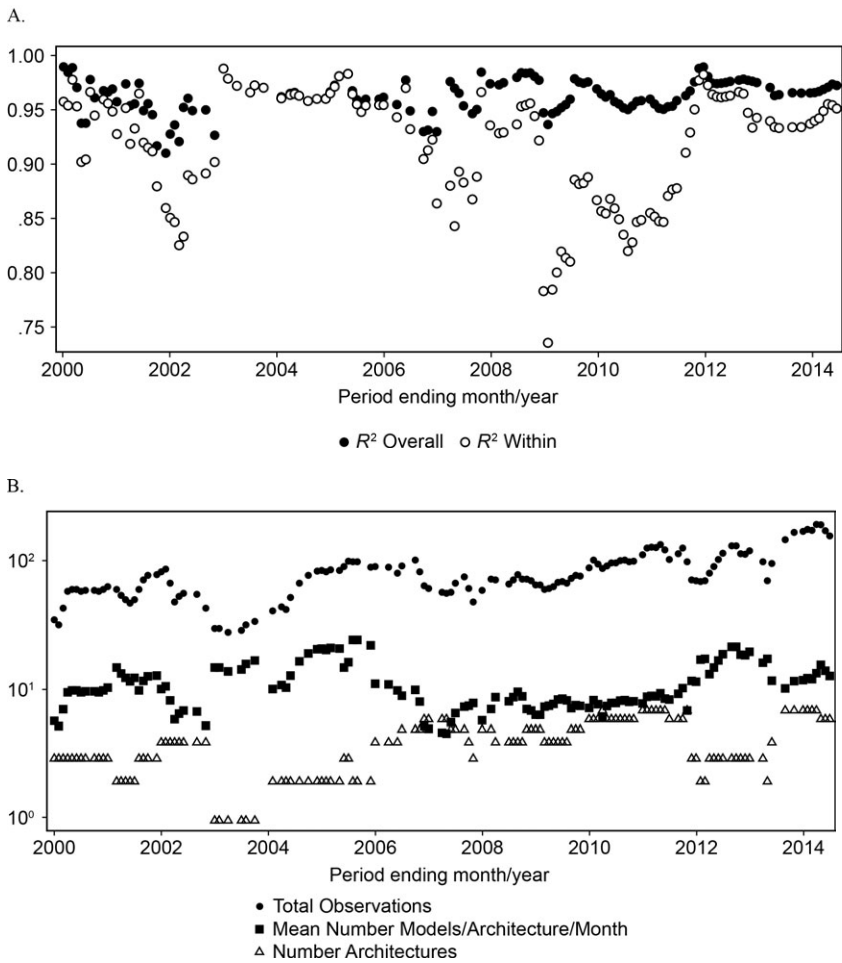 A.
1.00
0.95
0.90
0.85
0.80
.75
2000 2002 2004 2006 2008 2010 2012 2014
Period ending month/year
● R² Overall ○ R² Within
B.
10²
10¹
10⁰
2000 2002 2004 2006 2008 2010 2012 2014
Period ending month/year
● Total Observations
■ Mean Number Models/Architecture/Month
△ Number Architectures